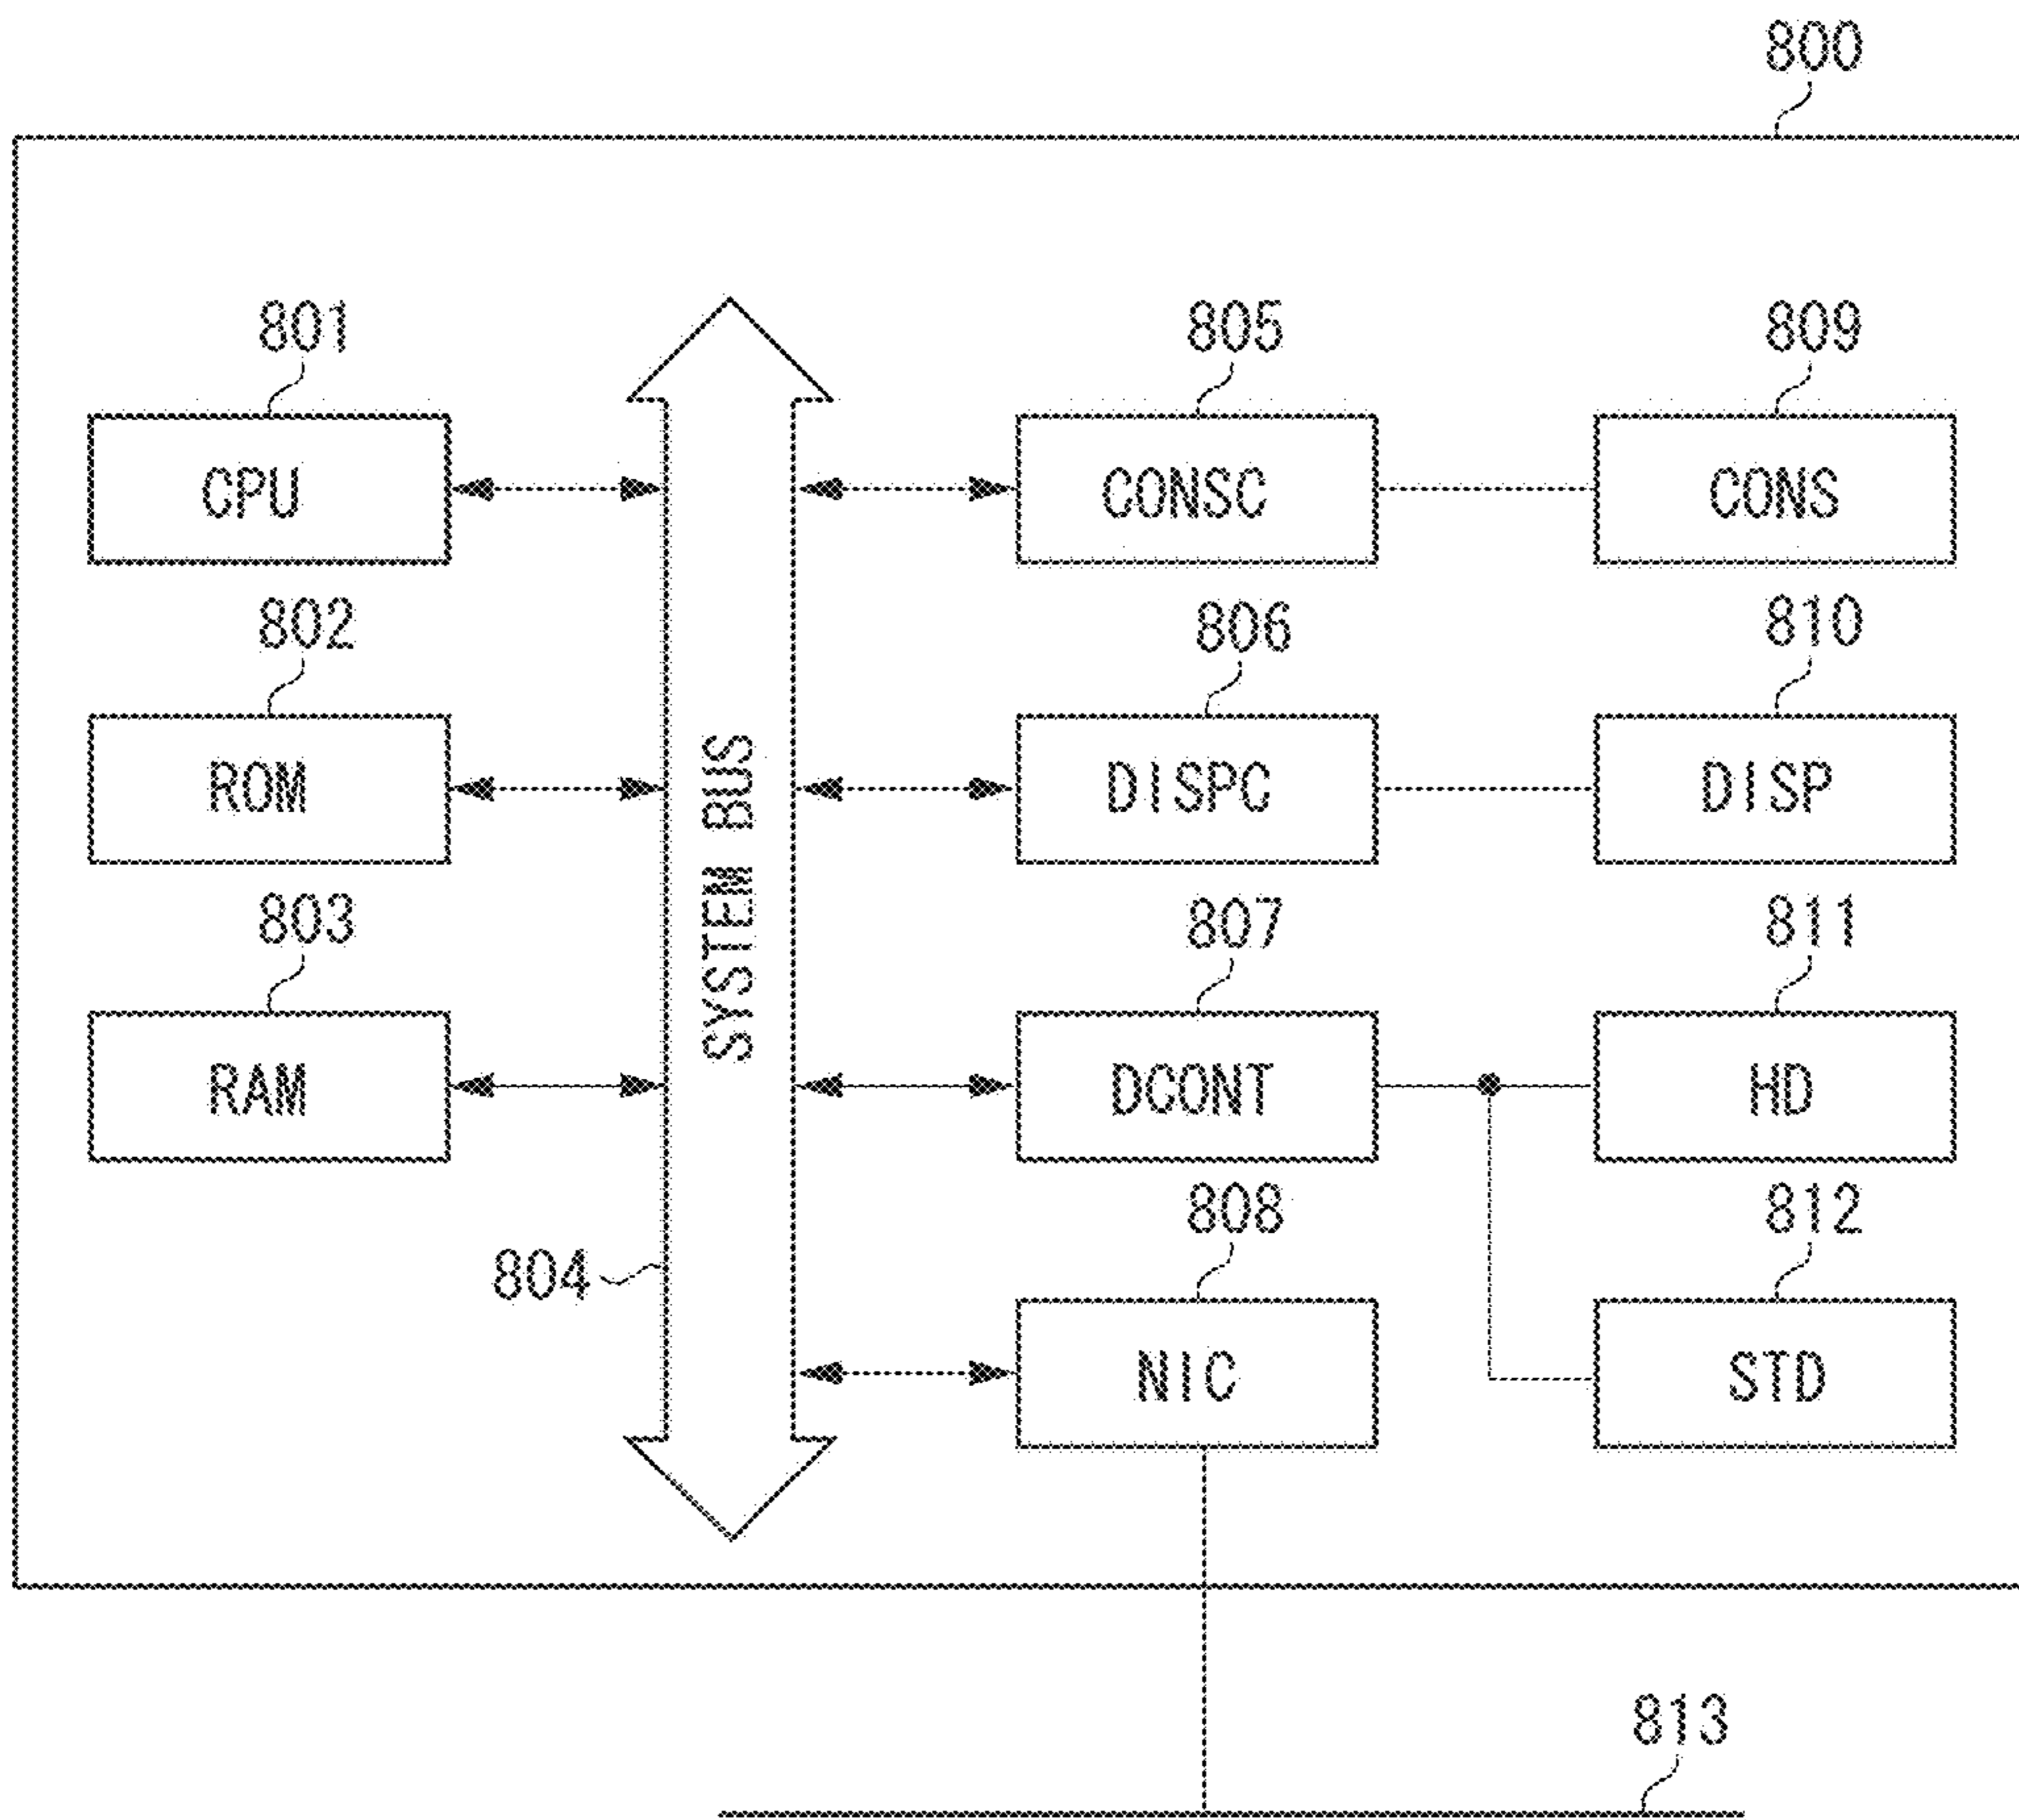 800
801
805
809
CPU
CONSC
CONS
802
806
810
ROM
DISPC
DISP
SYSTEM BUS
803
807
811
RAM
DCONT
HD
804
808
812
NIC
STD
813